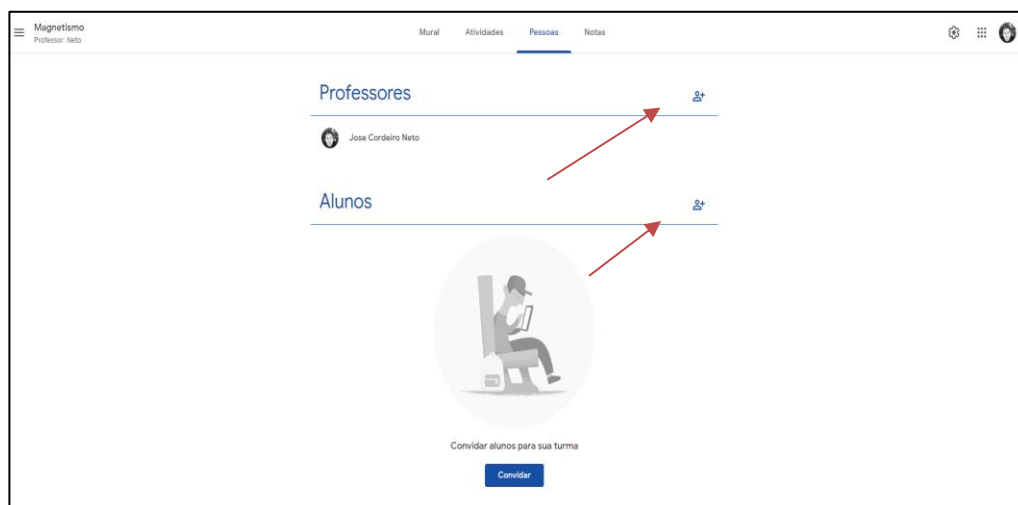 Magnetismo
Professor: Neto
Mural Atividades Pessoas Notas
Professores
Jose Cordeiro Neto
Alunos
Convidar alunos para sua turma
Convidar